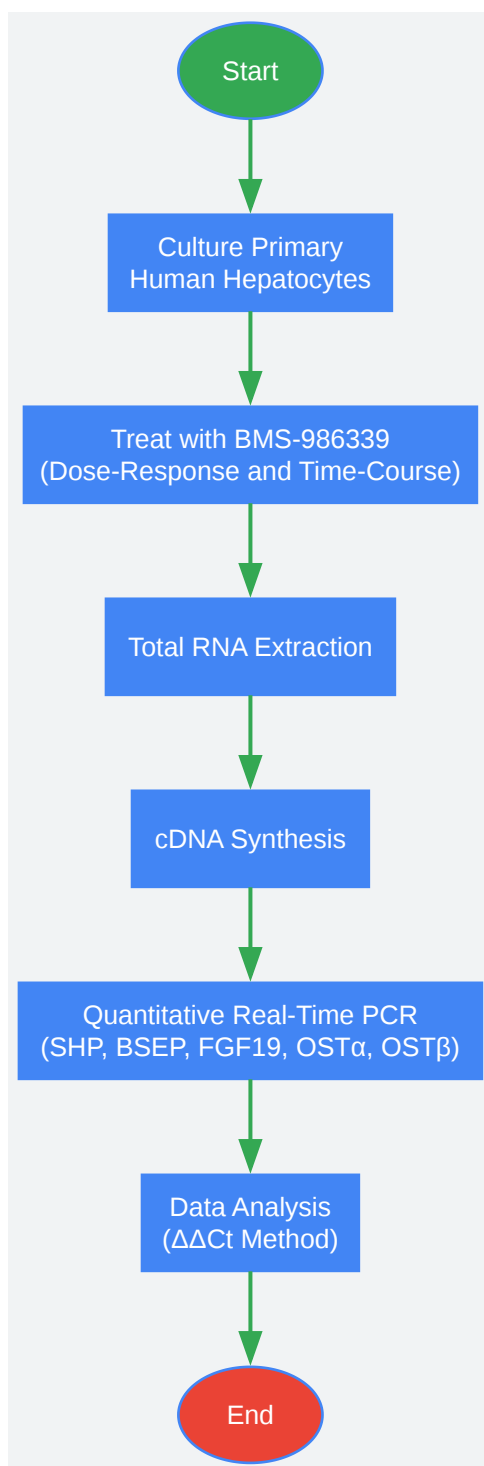 Start
Culture Primary
Human Hepatocytes
Treat with BMS-986339
(Dose-Response and Time-Course)
Total RNA Extraction
cDNA Synthesis
Quantitative Real-Time PCR
(SHP, BSEP, FGF19, OSTα, OSTβ)
Data Analysis
(ΔΔCt Method)
End